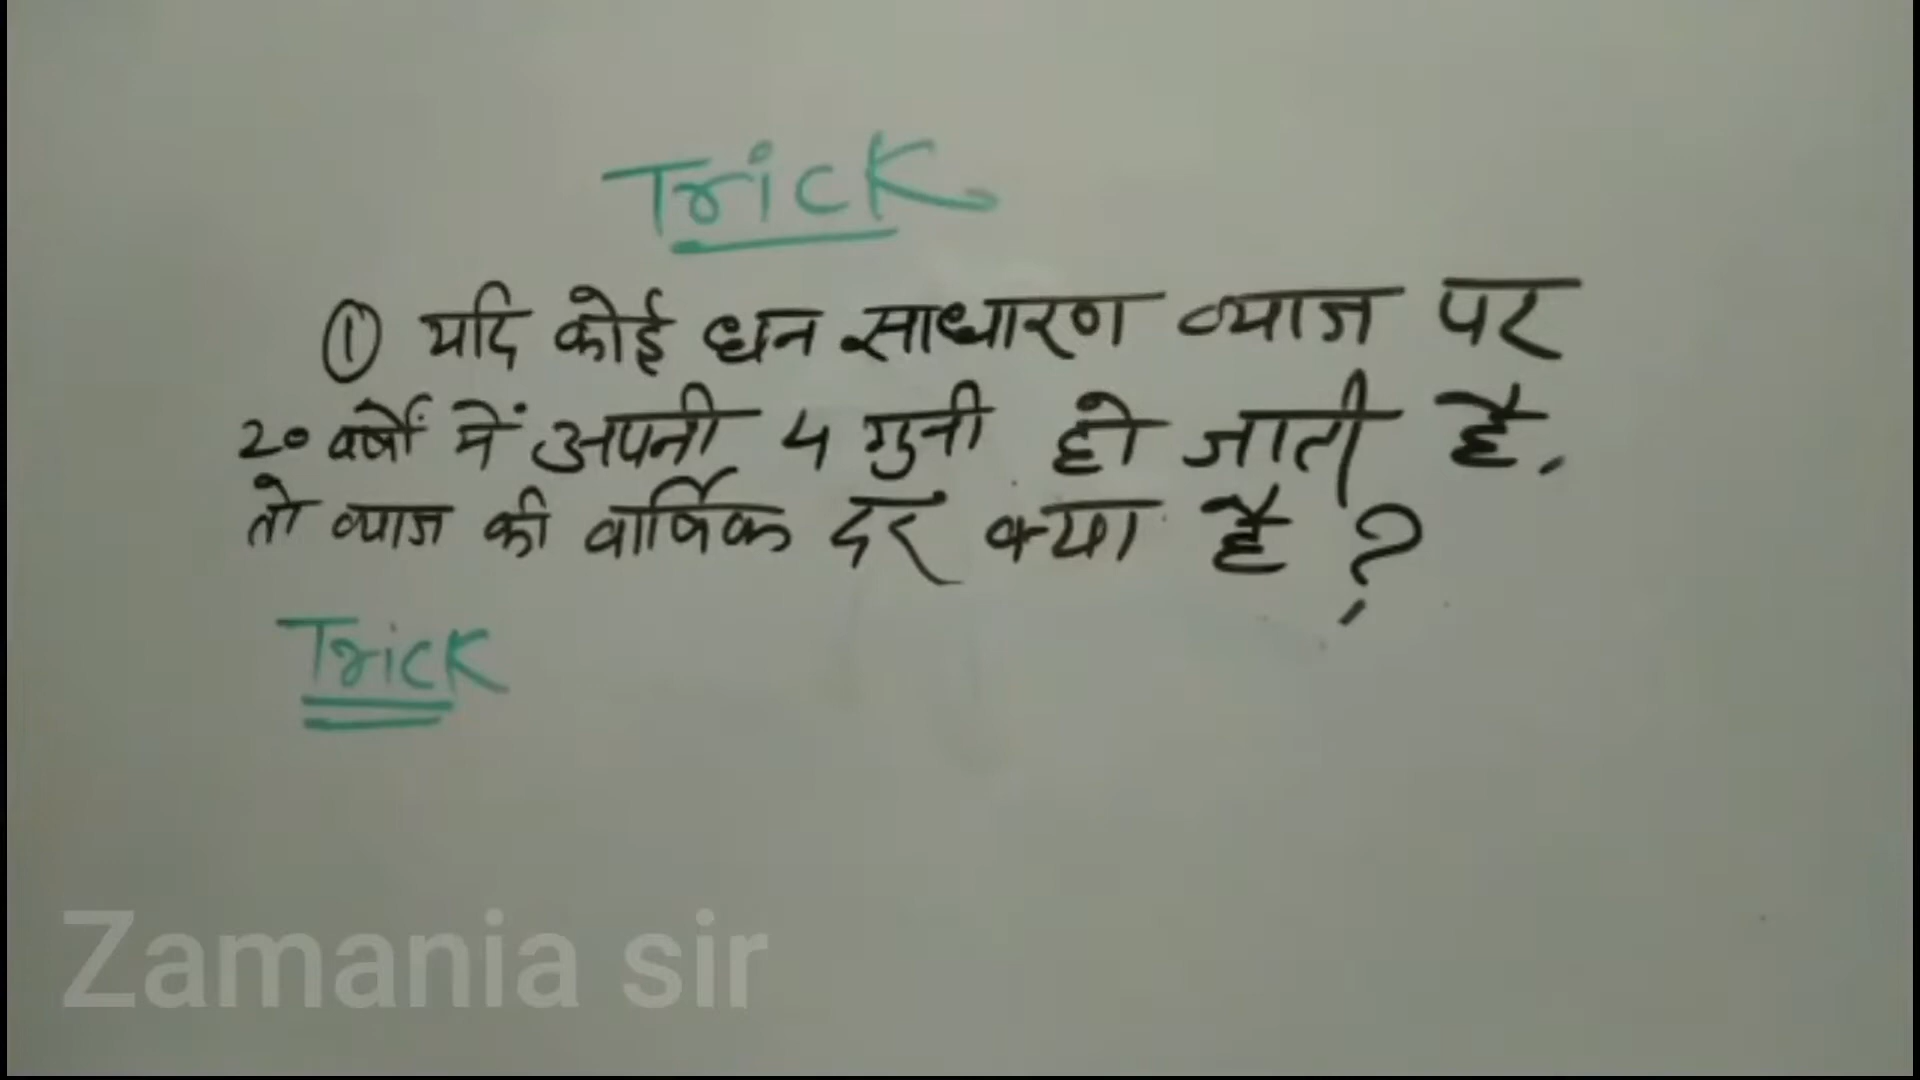 Trick
① यदि कोई धन साधारण व्याज पर
20 वर्षों में अपनी 4 गुनी हो जाती है,
तो व्याज की वार्षिक दर क्या है ?
Trick
Zamania sir